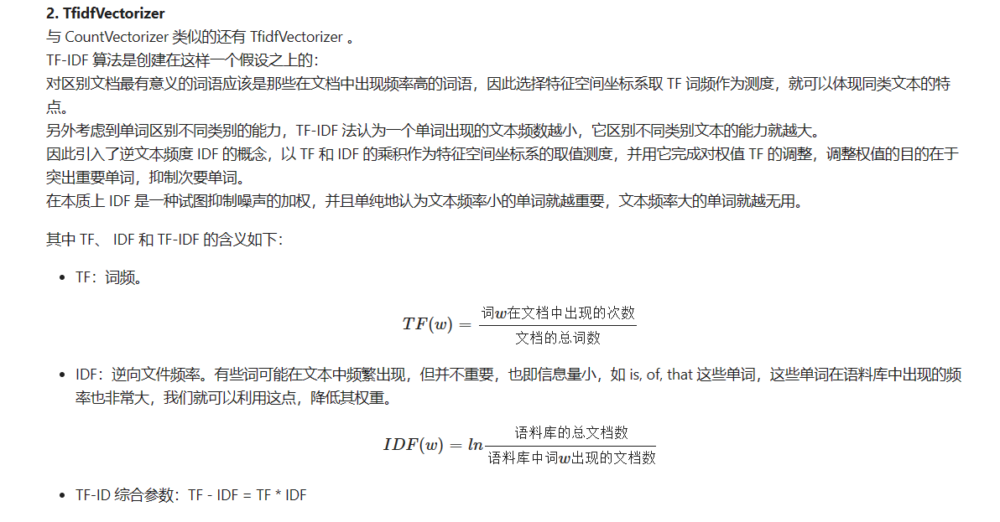 2. TfidfVectorizer
与 CountVectorizer 类似的还有 TfidfVectorizer 。
TF-IDF 算法是创建在这样一个假设之上的：
对区别文档最有意义的词语应该是那些在文档中出现频率高的词语，因此选择特征空间坐标系取 TF 词频作为测度，就可以体现同类文本的特
点。
另外考虑到单词区别不同类别的能力，TF-IDF 法认为一个单词出现的文本频数越小，它区别不同类别文本的能力就越大。
因此引入了逆文本频度 IDF 的概念，以 TF 和 IDF 的乘积作为特征空间坐标系的取值测度，并用它完成对权值 TF 的调整，调整权值的目的在于
突出重要单词，抑制次要单词。
在本质上 IDF 是一种试图抑制噪声的加权，并且单纯地认为文本频率小的单词就越重要，文本频率大的单词就越无用。
其中 TF、 IDF 和 TF-IDF 的含义如下：
• TF：词频。
TF(w) = 词w在文档中出现的次数
文档的总词数
• IDF：逆向文件频率。有些词可能在文本中频繁出现，但并不重要，也即信息量小，如 is, of, that 这些单词，这些单词在语料库中出现的频
率也非常大，我们就可以利用这点，降低其权重。
IDF(w) = ln 语料库的总文档数
语料库中词w出现的文档数
• TF-ID 综合参数：TF - IDF = TF * IDF